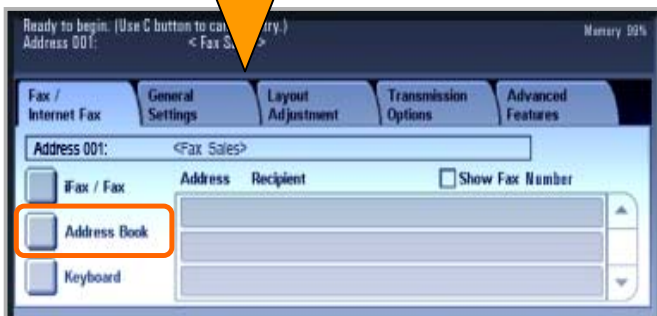 Ready to begin. (Use C button to ry.)
Memory 99%
Address 001: < Fax >
Fax / Internet Fax
General Settings
Layout Adjustment
Transmission Options
Advanced Features
Address 001: <Fax Sales>
iFax / Fax
Address Recipient Show Fax Number
Address Book
Keyboard